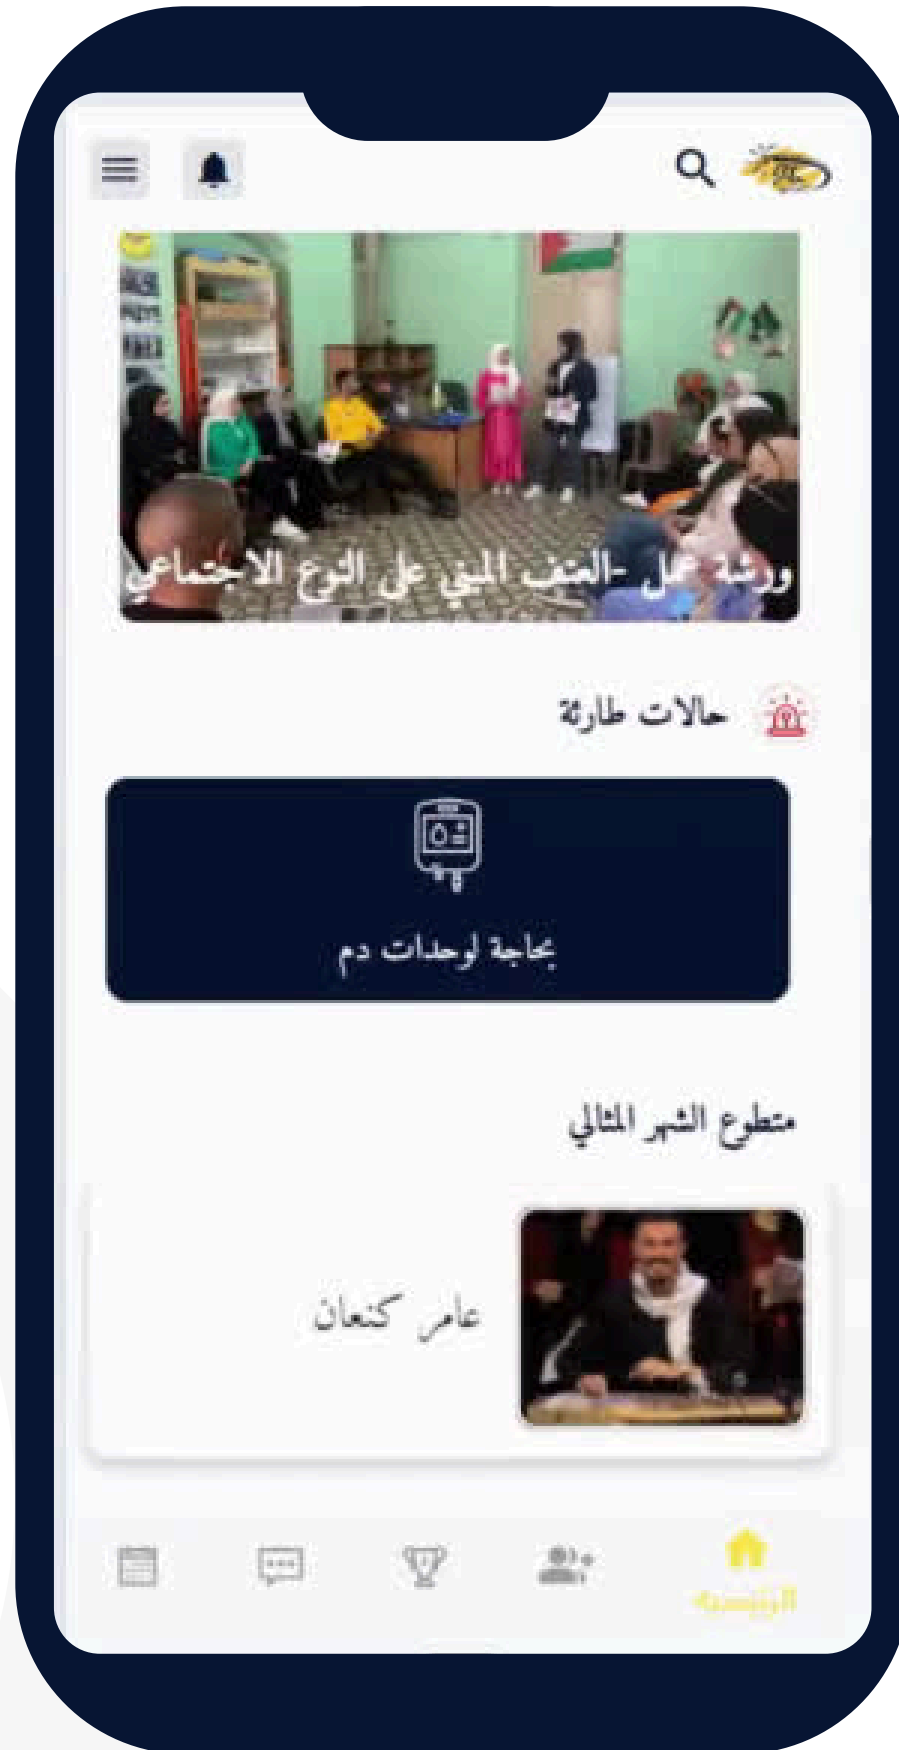 ورشة عمل -العنف المبني على النوع الاجتماعي
حالات طارئة
بحاجة لوحدات دم
متطوع الشهر المثالي
عامر كنعان
الرئيسية